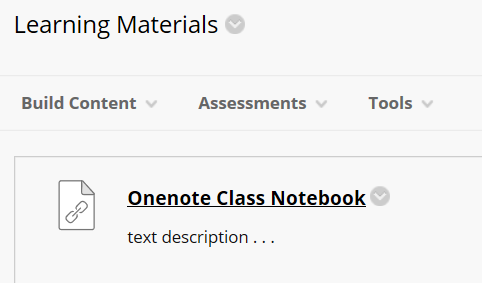 Learning Materials
Build Content Assessments Tools
Onenote Class Notebook
text description . . .